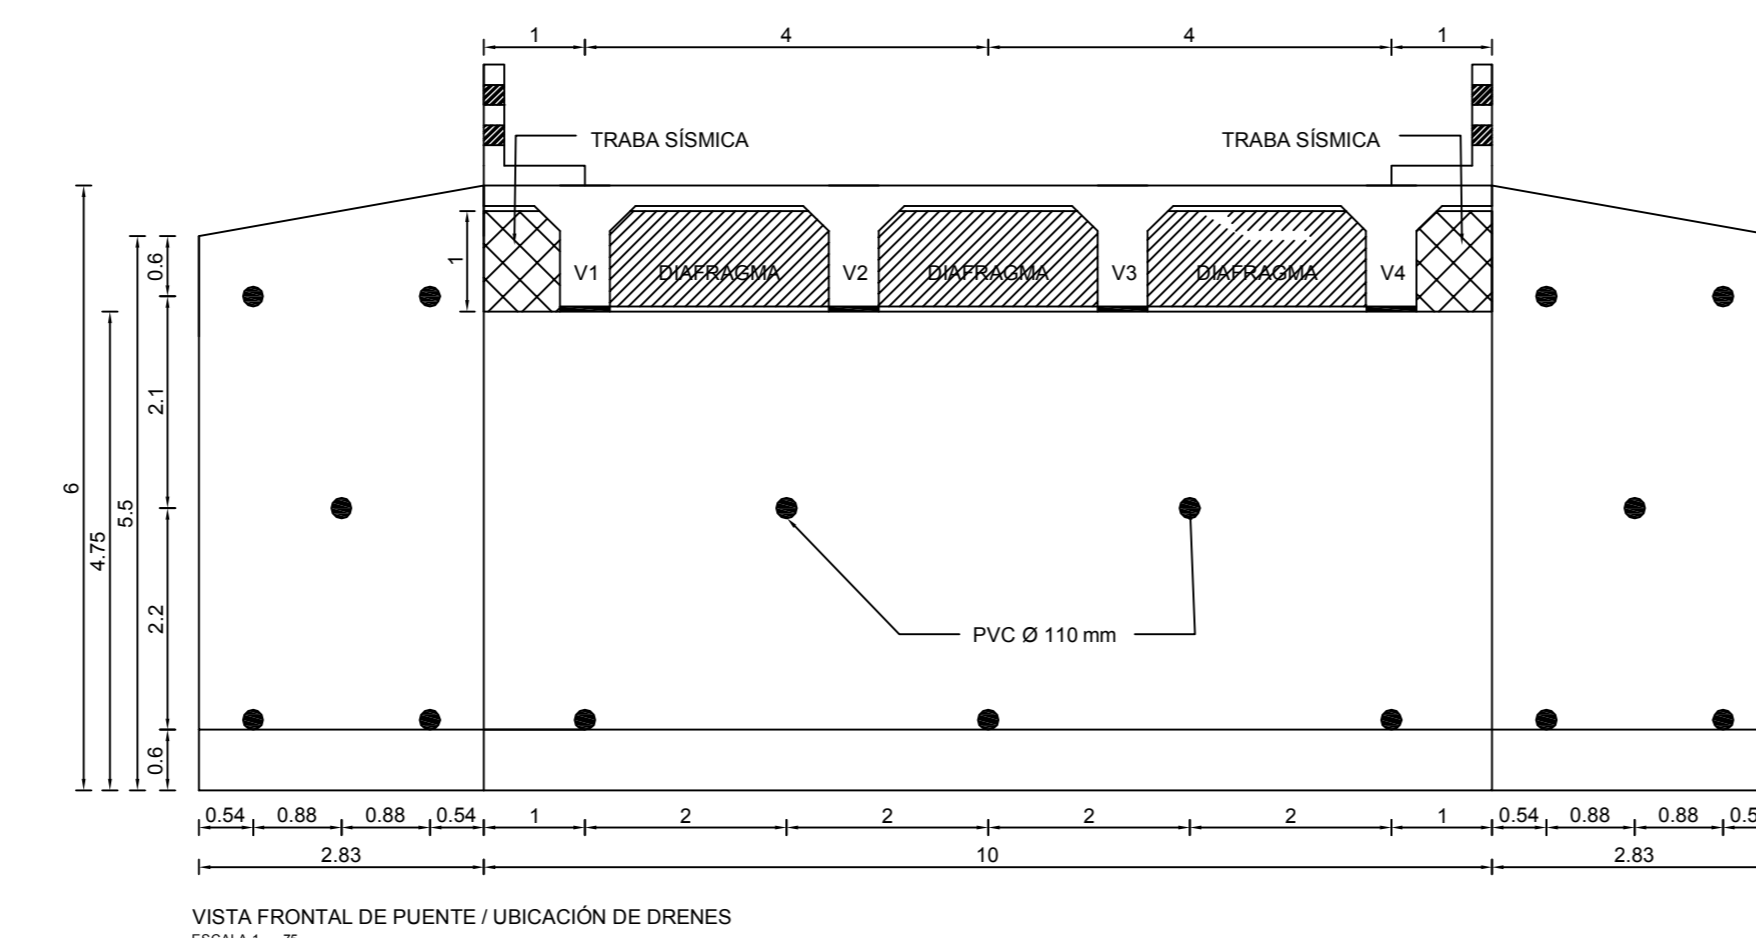 1 4 4 1
TRABA SÍSMICA TRABA SÍSMICA
1
V1 DIAFRAGMA V2 DIAFRAGMA V3 DIAFRAGMA V4
0.6
2.1
6
5.5
4.75
2.2
PVC Ø 110 mm
0.6
0.54 0.88 0.88 0.54 1 2 2 2 2 1 0.54 0.88 0.88
2.83 10 2.83
VISTA FRONTAL DE PUENTE / UBICACIÓN DE DRENES